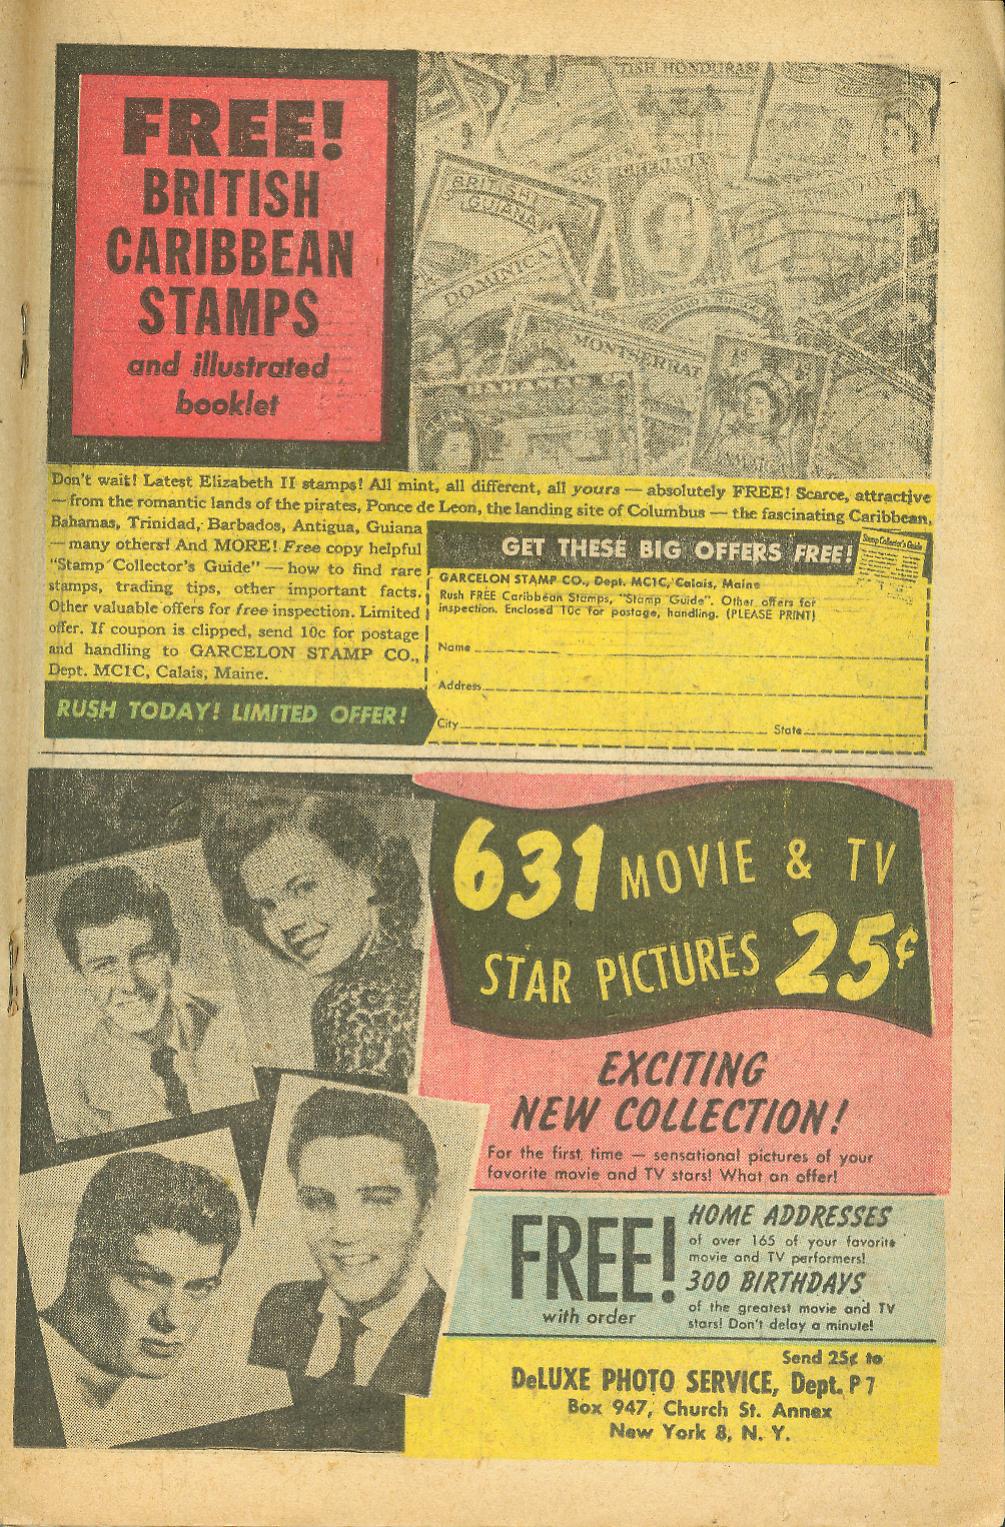 FREE!
BRITISH
CARIBBEAN
STAMPS
and illustrated
booklet
TISH HONDURAS
GRENADA
BRITISH
GUIANA
DOMINICA
MONTSERRAT
BAHAMAS
Don't wait! Latest Elizabeth II stamps! All mint, all different, all yours — absolutely FREE! Scarce, attractive
—from the romantic lands of the pirates, Ponce de Leon, the landing site of Columbus — the fascinating Caribbean,
Bahamas, Trinidad, Barbados, Antigua, Guiana
—many others! And MORE! Free copy helpful
"Stamp Collector's Guide" — how to find rare
stamps, trading tips, other important facts.
Other valuable offers for free inspection. Limited
offer. If coupon is clipped, send 10c for postage
and handling to GARCELON STAMP CO.,
Dept. MC1C, Calais, Maine.
RUSH TODAY! LIMITED OFFER!
GET THESE BIG OFFERS FREE!
Stamp Collector's Guide
GARCELON STAMP CO., Dept. MC1C, Calais, Maine
Rush FREE Caribbean Stamps, "Stamp Guide". Other offers for
inspection. Enclosed 10c for postage, handling. (PLEASE PRINT)
Name
Address
City State
631 MOVIE & TV
STAR PICTURES 25¢
EXCITING
NEW COLLECTION!
For the first time — sensational pictures of your
favorite movie and TV stars! What an offer!
FREE!
with order
HOME ADDRESSES
of over 165 of your favorite
movie and TV performers!
300 BIRTHDAYS
of the greatest movie and TV
stars! Don't delay a minute!
Send 25¢ to
DeLUXE PHOTO SERVICE, Dept. P7
Box 947, Church St. Annex
New York 8, N. Y.